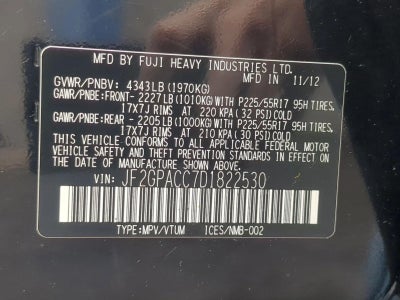 MFD BY FUJI HEAVY INDUSTRIES LTD.
MFD IN 11/12
GVWR/PNBV: 4343LB(1970KG)
GAWR/PNBE:FRONT- 2227LB(1010KG)WITH P225/55R17 95H TIRES,
17X7J RIMS AT 220 KPA(32 PSI)COLD
GAWR/PNBE:REAR - 2205LB(1000KG)WITH P225/55R17 95H TIRES,
17X7J RIMS AT 210 KPA(30 PSI)COLD
THIS VEHICLE CONFORMS TO ALL APPLICABLE FEDERAL MOTOR
VEHICLE SAFETY AND THEFT PREVENTION STANDARDS IN EFFECT
ON THE DATE OF MANUFACTURE SHOWN ABOVE.
VIN: JF2GPACC7D1822530
TYPE:MPV/VTUM ICES/NMB-002